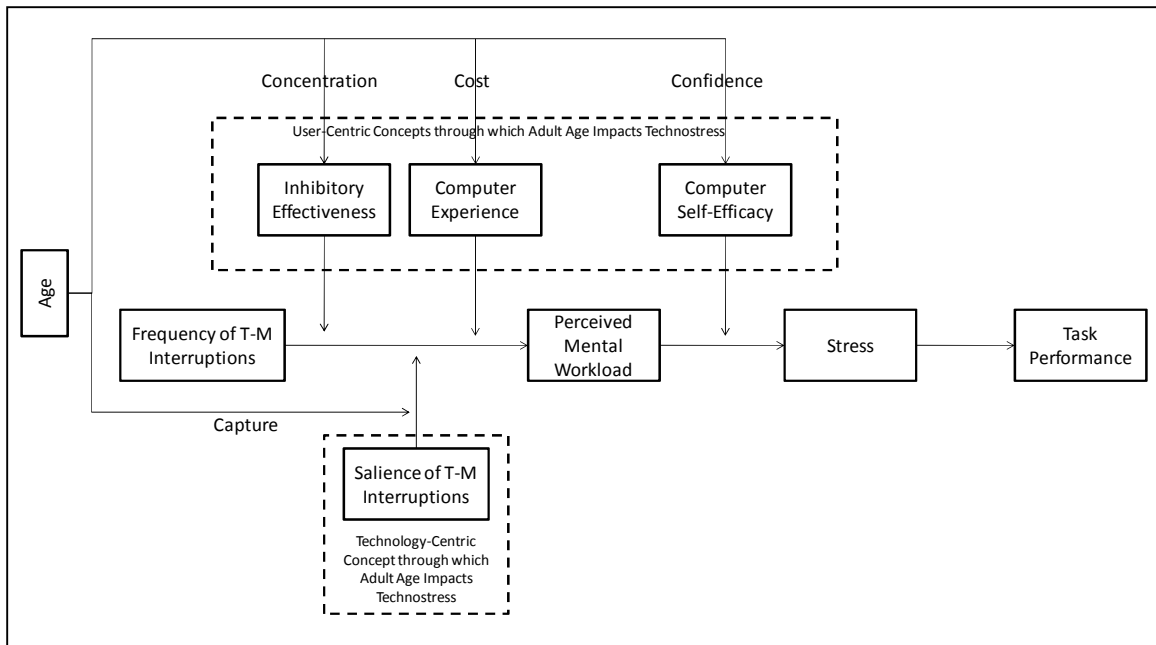 Concentration
Cost
Confidence
User-Centric Concepts through which Adult Age Impacts Technostress
Inhibitory
Effectiveness
Computer
Experience
Computer
Self-Efficacy
Age
Frequency of T-M
Interruptions
Perceived
Mental
Workload
Stress
Task
Performance
Capture
Salience of T-M
Interruptions
Technology-Centric
Concept through which
Adult Age Impacts
Technostress